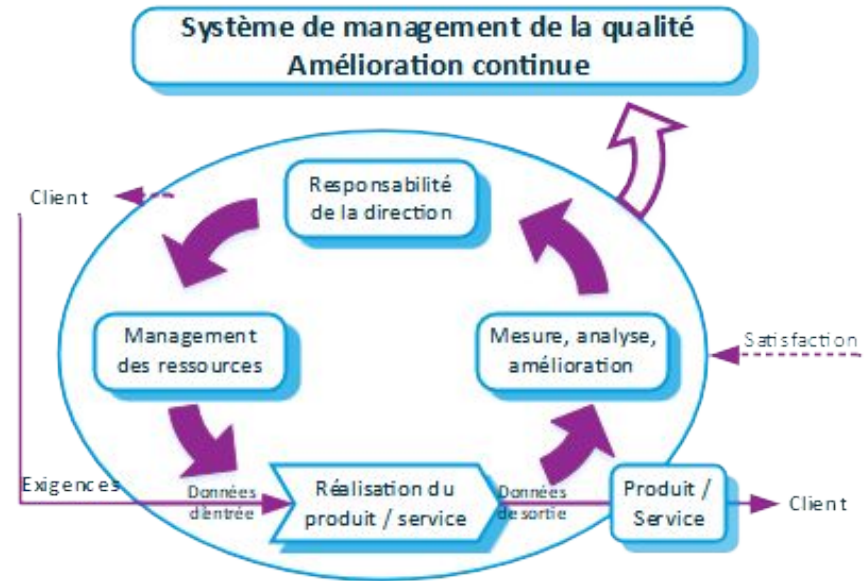 Système de management de la qualité
Amélioration continue
Responsabilité
de la direction
Client
Management
des ressources
Mesure, analyse,
amélioration
Satisfaction
Exigences
Données
d'entrée
Réalisation du
produit / service
Données
de sortie
Produit /
Service
Client